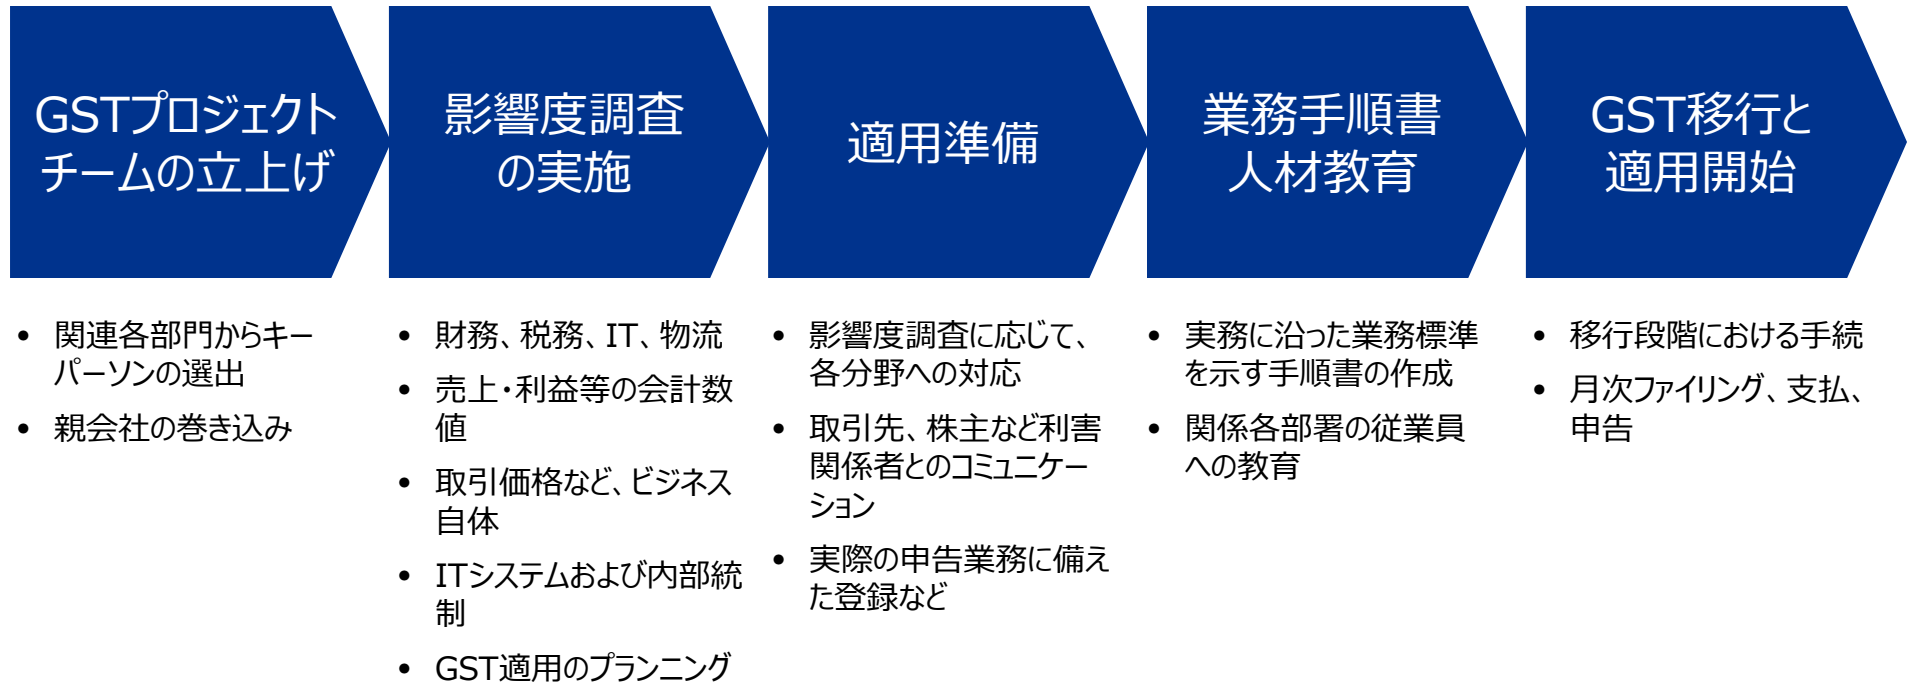 GSTプロジェクト
チームの立上げ
影響度調査
の実施
適用準備
業務手順書
人材教育
GST移行と
適用開始
• 関連各部門からキー
パーソンの選出
• 親会社の巻き込み
• 財務、税務、IT、物流
• 売上・利益等の会計数
値
• 取引価格など、ビジネス
自体
• ITシステムおよび内部統
制
• GST適用のプランニング
• 影響度調査に応じて、
各分野への対応
• 取引先、株主など利害
関係者とのコミュニケー
ション
• 実際の申告業務に備え
た登録など
• 実務に沿った業務標準
を示す手順書の作成
• 関係各部署の従業員
への教育
• 移行段階における手続
• 月次ファイリング、支払、
申告